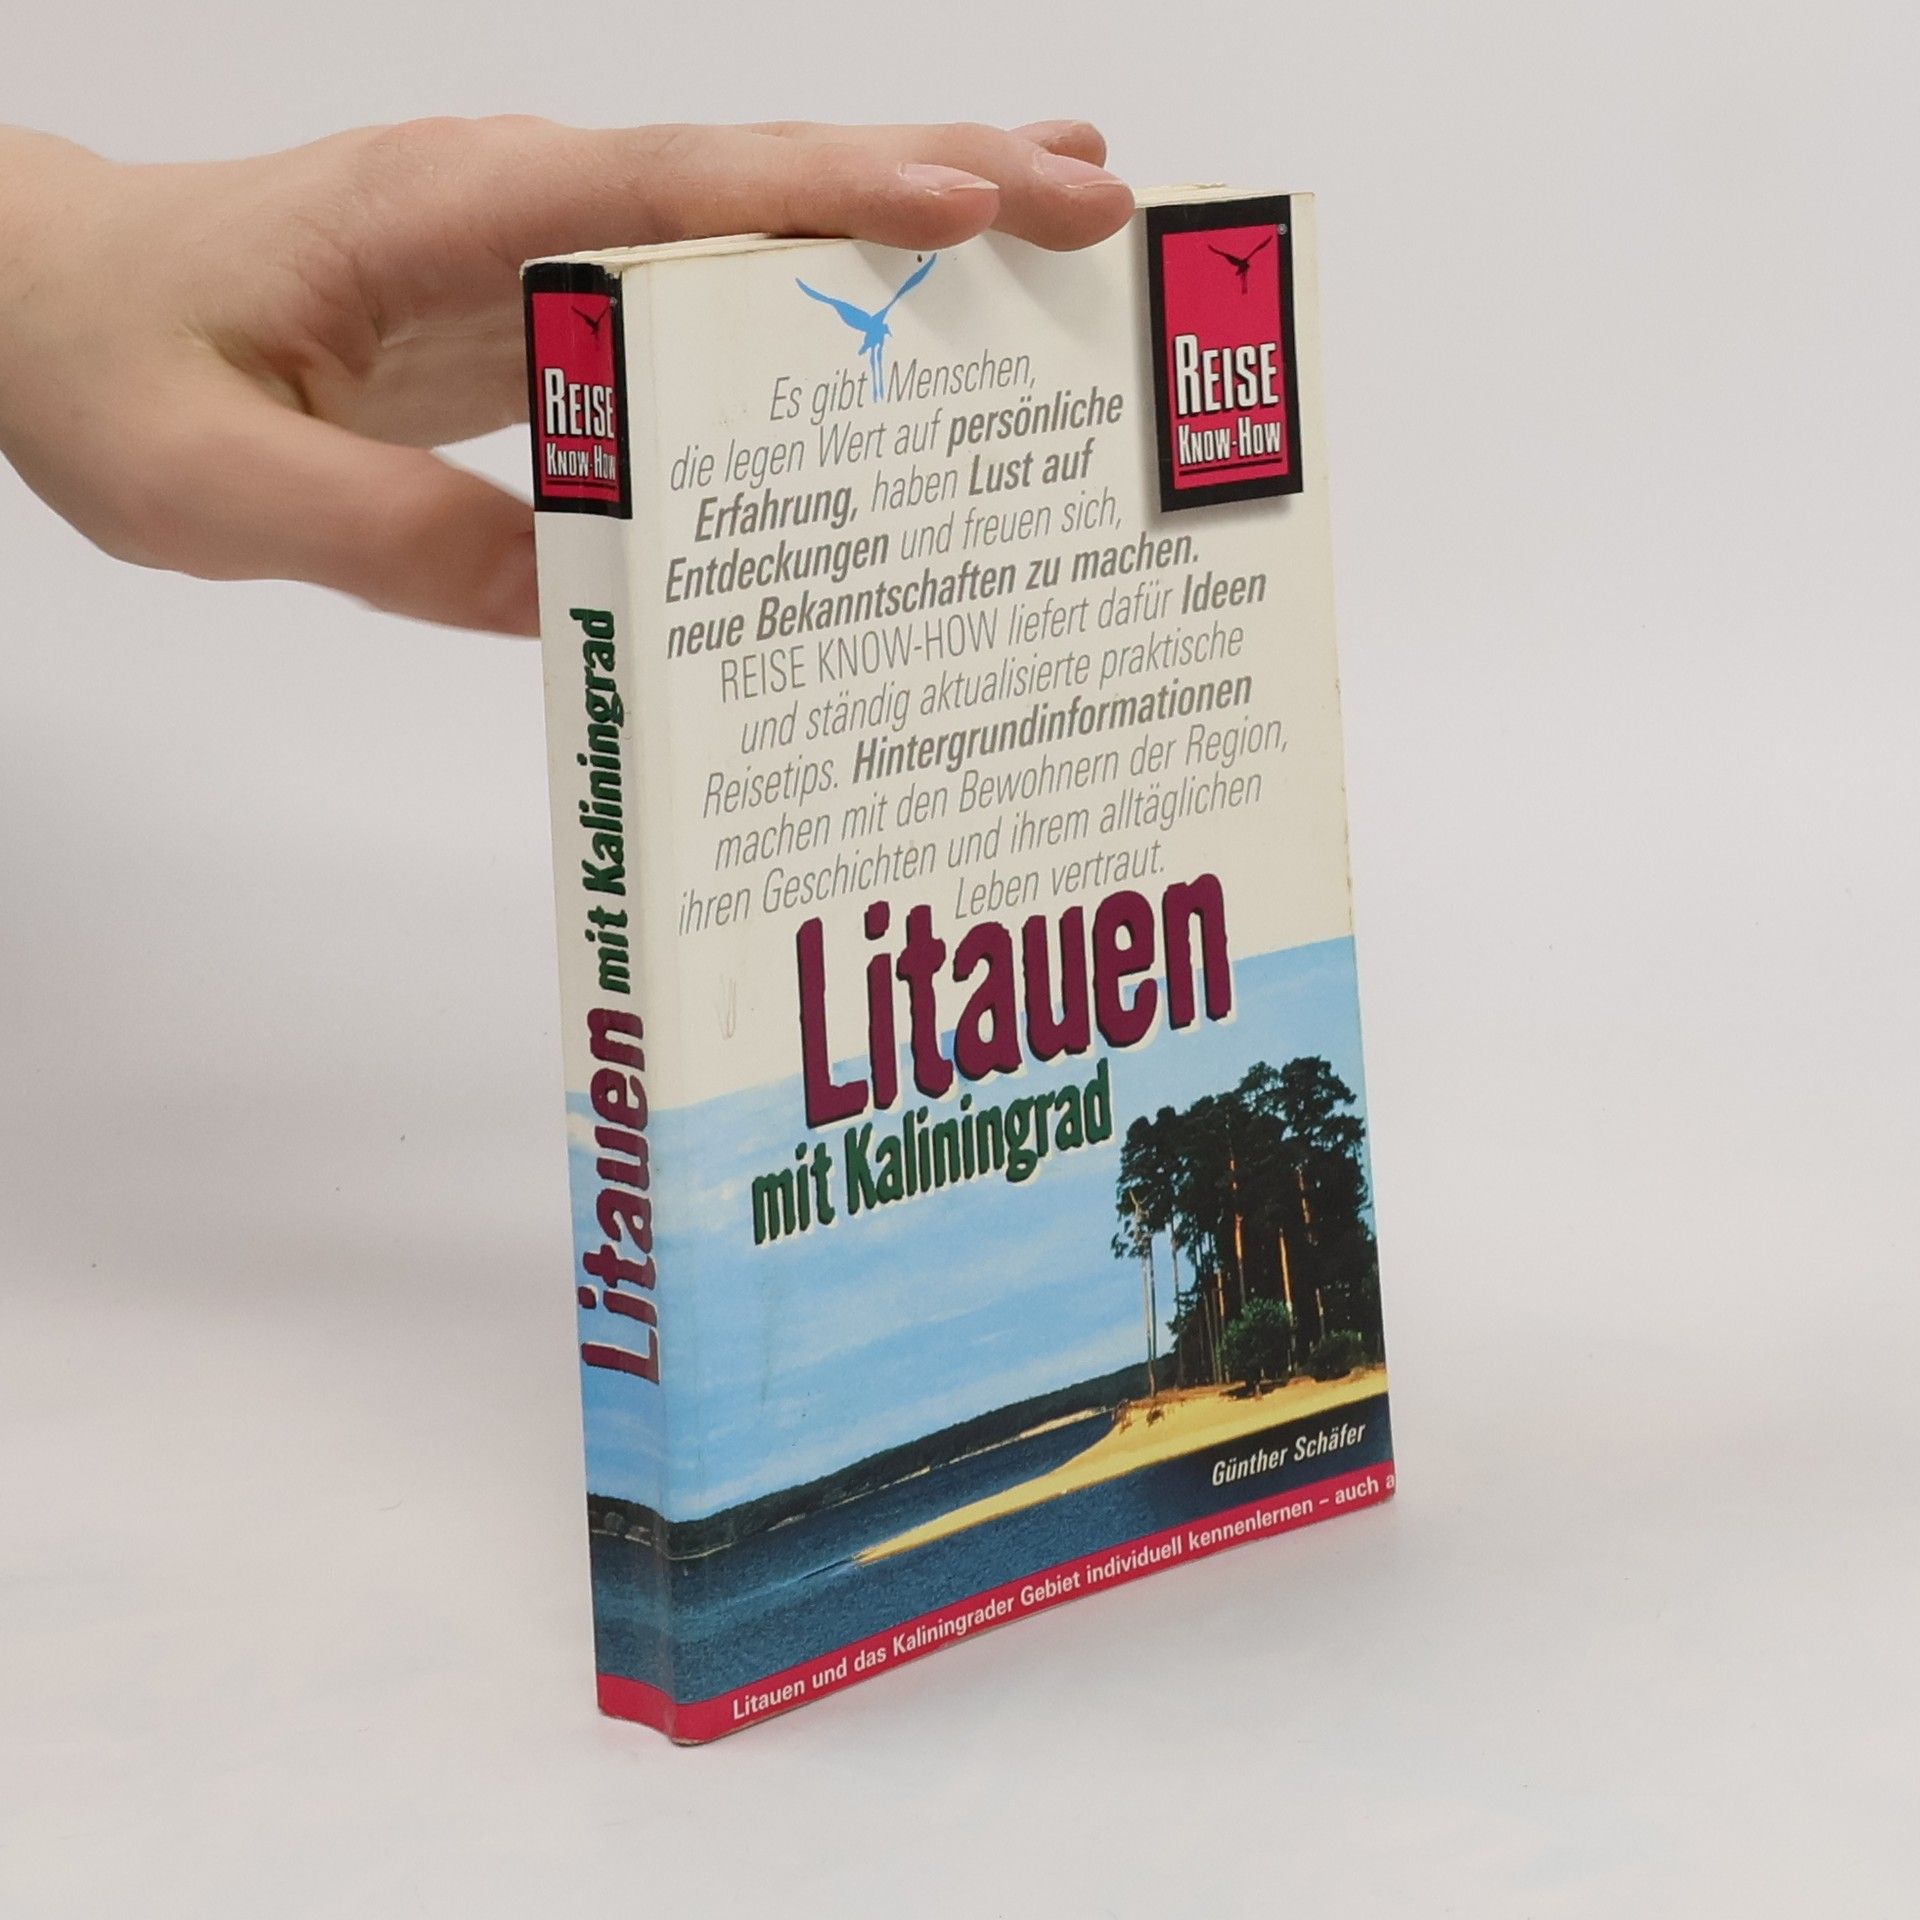 REISE
KNOW-HOW
Litauen mit Kaliningrad
REISE
KNOW-HOW
Es gibt Menschen,
die legen Wert auf persönliche
Erfahrung, haben Lust auf
Entdeckungen und freuen sich,
neue Bekanntschaften zu machen.
REISE KNOW-HOW liefert dafür Ideen
und ständig aktualisierte praktische
Reisetips. Hintergrundinformationen
machen mit den Bewohnern der Region,
ihren Geschichten und ihrem alltäglichen
Leben vertraut.
Litauen
mit Kaliningrad
Günther Schäfer
Litauen und das Kaliningrader Gebiet individuell kennenlernen – auch a